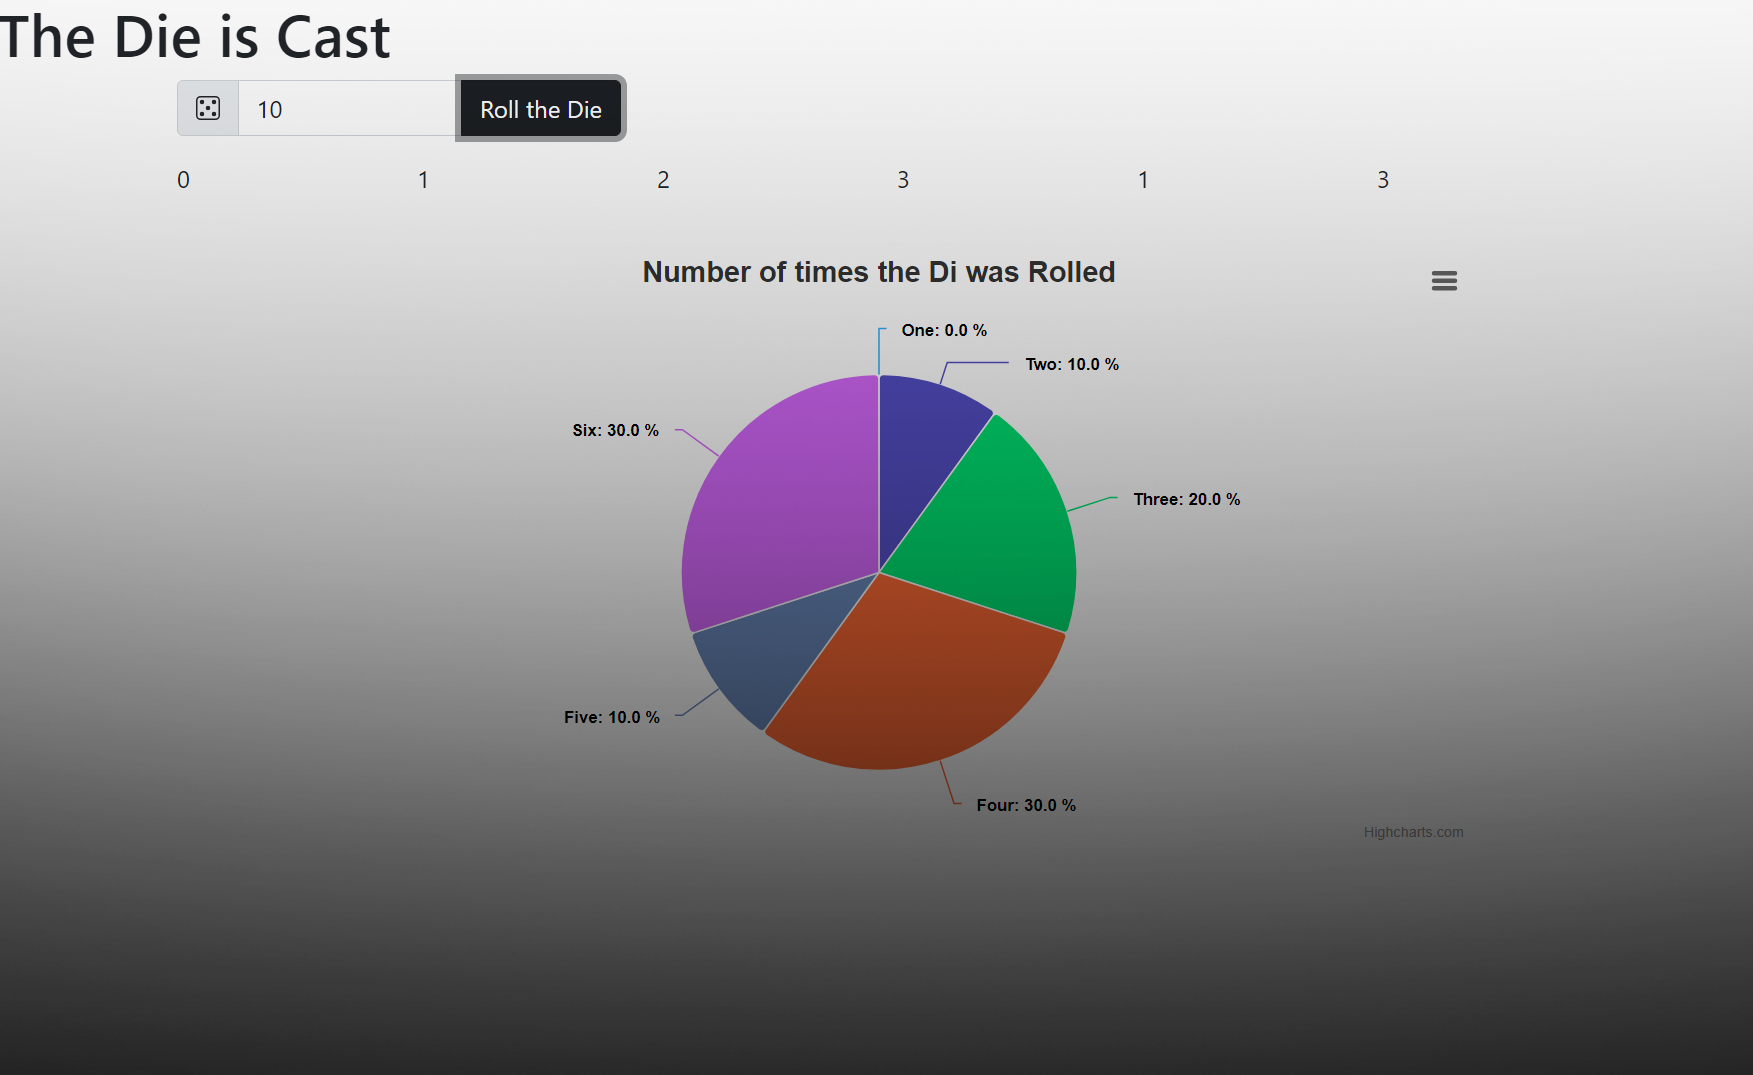 The Die is Cast
10 Roll the Die
0 1 2 3 1 3
Number of times the Di was Rolled
One: 0.0 %
Two: 10.0 %
Six: 30.0 %
Three: 20.0 %
Five: 10.0 %
Four: 30.0 %
Highcharts.com